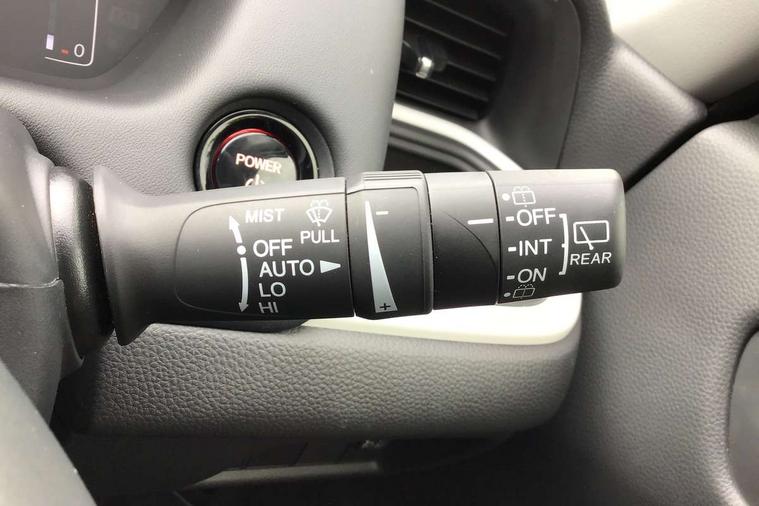 0
POWER
MIST
OFF
PULL
AUTO
LO
HI
-
+
OFF
INT
ON
REAR